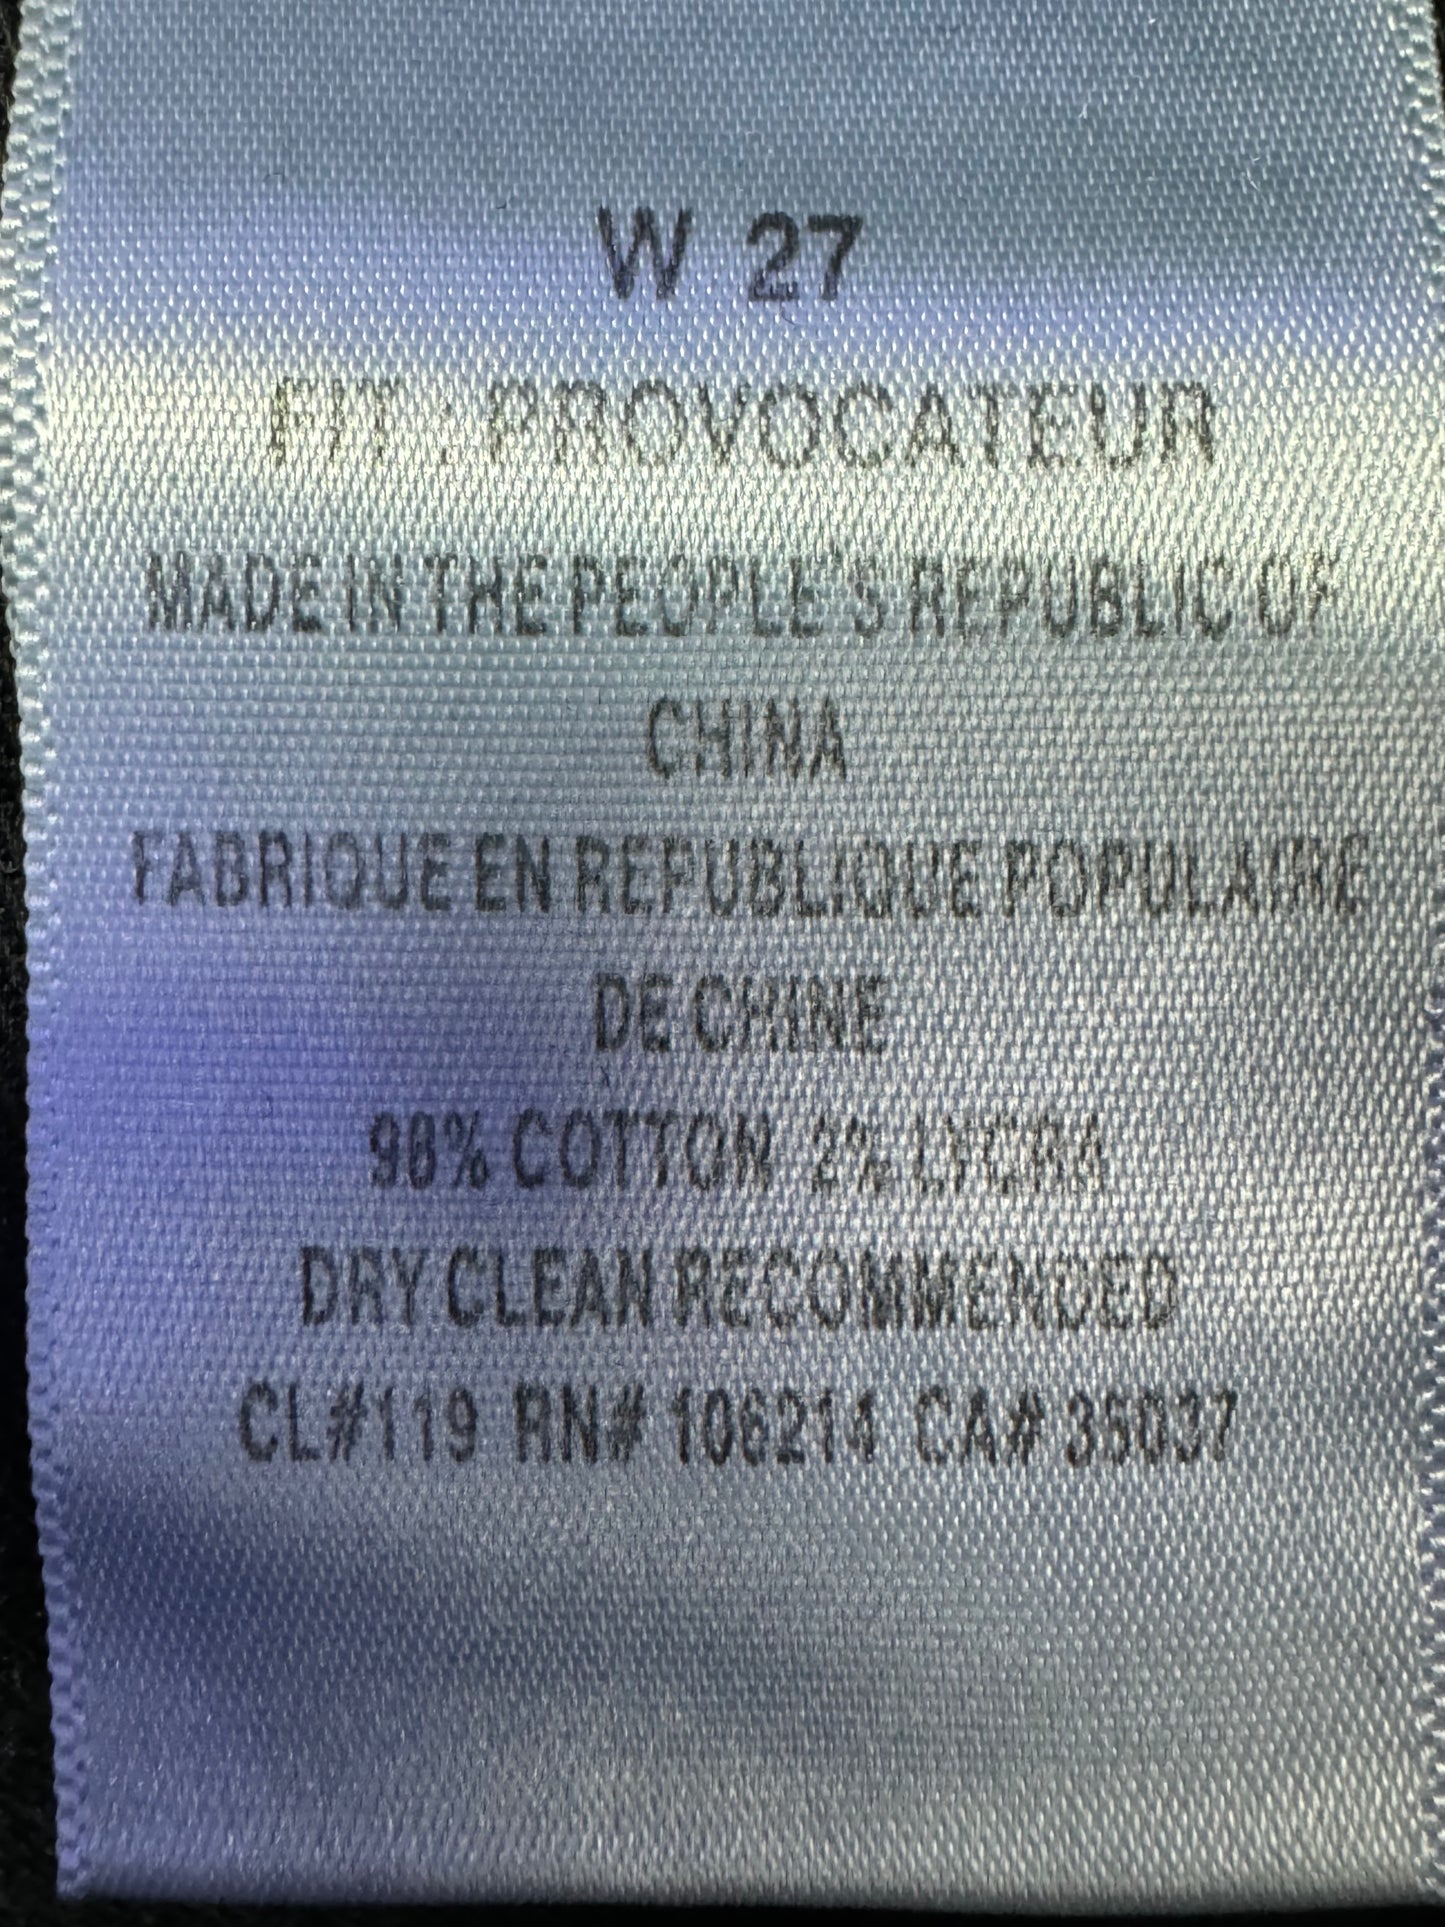 W 27
FIT : PROVOCATEUR
MADE IN THE PEOPLE'S REPUBLIC OF
CHINA
FABRIQUE EN REPUBLIQUE POPULAIRE
DE CHINE
98% COTTON 2% LYCRA
DRY CLEAN RECOMMENDED
CL#119 RN# 106214 CA# 35037